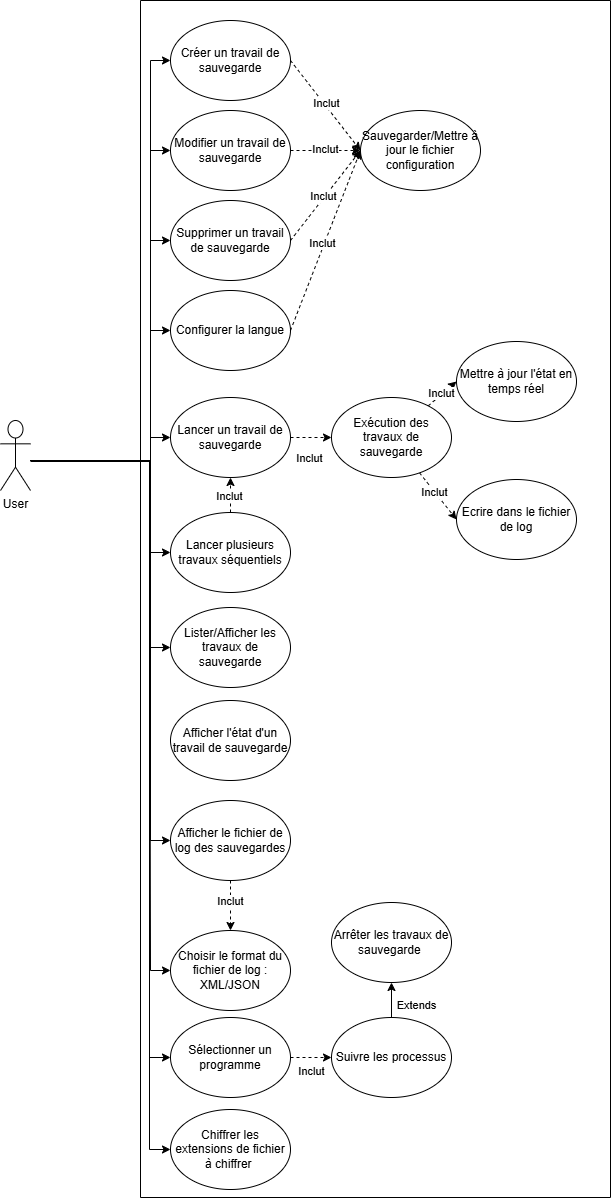 Créer un travail de
sauvegarde
Inclut
Modifier un travail de
sauvegarde
Inclut
Sauvegarder/Mettre à
jour le fichier
configuration
Inclut
Supprimer un travail
de sauvegarde
Inclut
Configurer la langue
Mettre à jour l'état en
temps réel
Inclut
Lancer un travail de
sauvegarde
Inclut
Exécution des
travaux de
sauvegarde
User
Inclut
Inclut
Ecrire dans le fichier
de log
Lancer plusieurs
travaux séquentiels
Lister/Afficher les
travaux de
sauvegarde
Afficher l'état d'un
travail de sauvegarde
Afficher le fichier de
log des sauvegardes
Inclut
Arrêter les travaux de
sauvegarde
Choisir le format du
fichier de log :
XML/JSON
Extends
Sélectionner un
programme
Inclut
Suivre les processus
Chiffrer les
extensions de fichier
à chiffrer